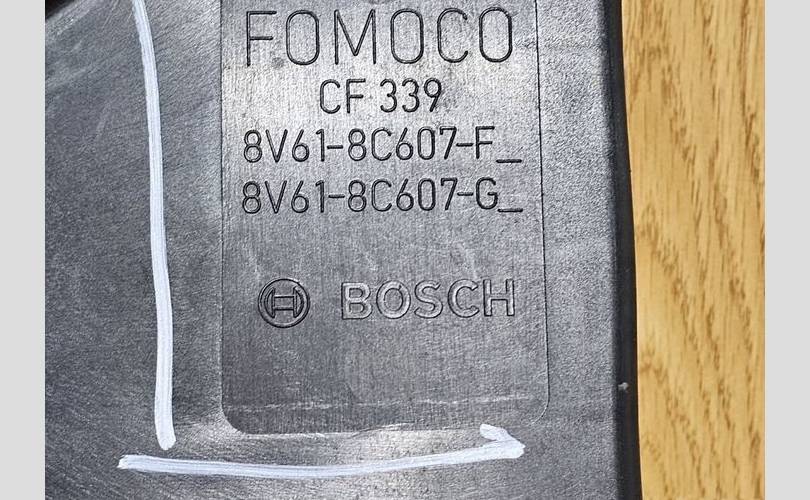 FOMOCO
CF 339
8V61-8C607-F_
8V61-8C607-G_
BOSCH